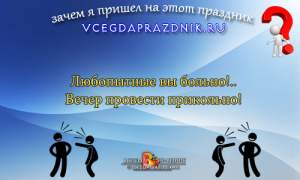 зачем я пришел на этот праздник
VCEGDAPRAZDNIK.RU
Любопытные вы больно!..
Вечер провести прикольно!